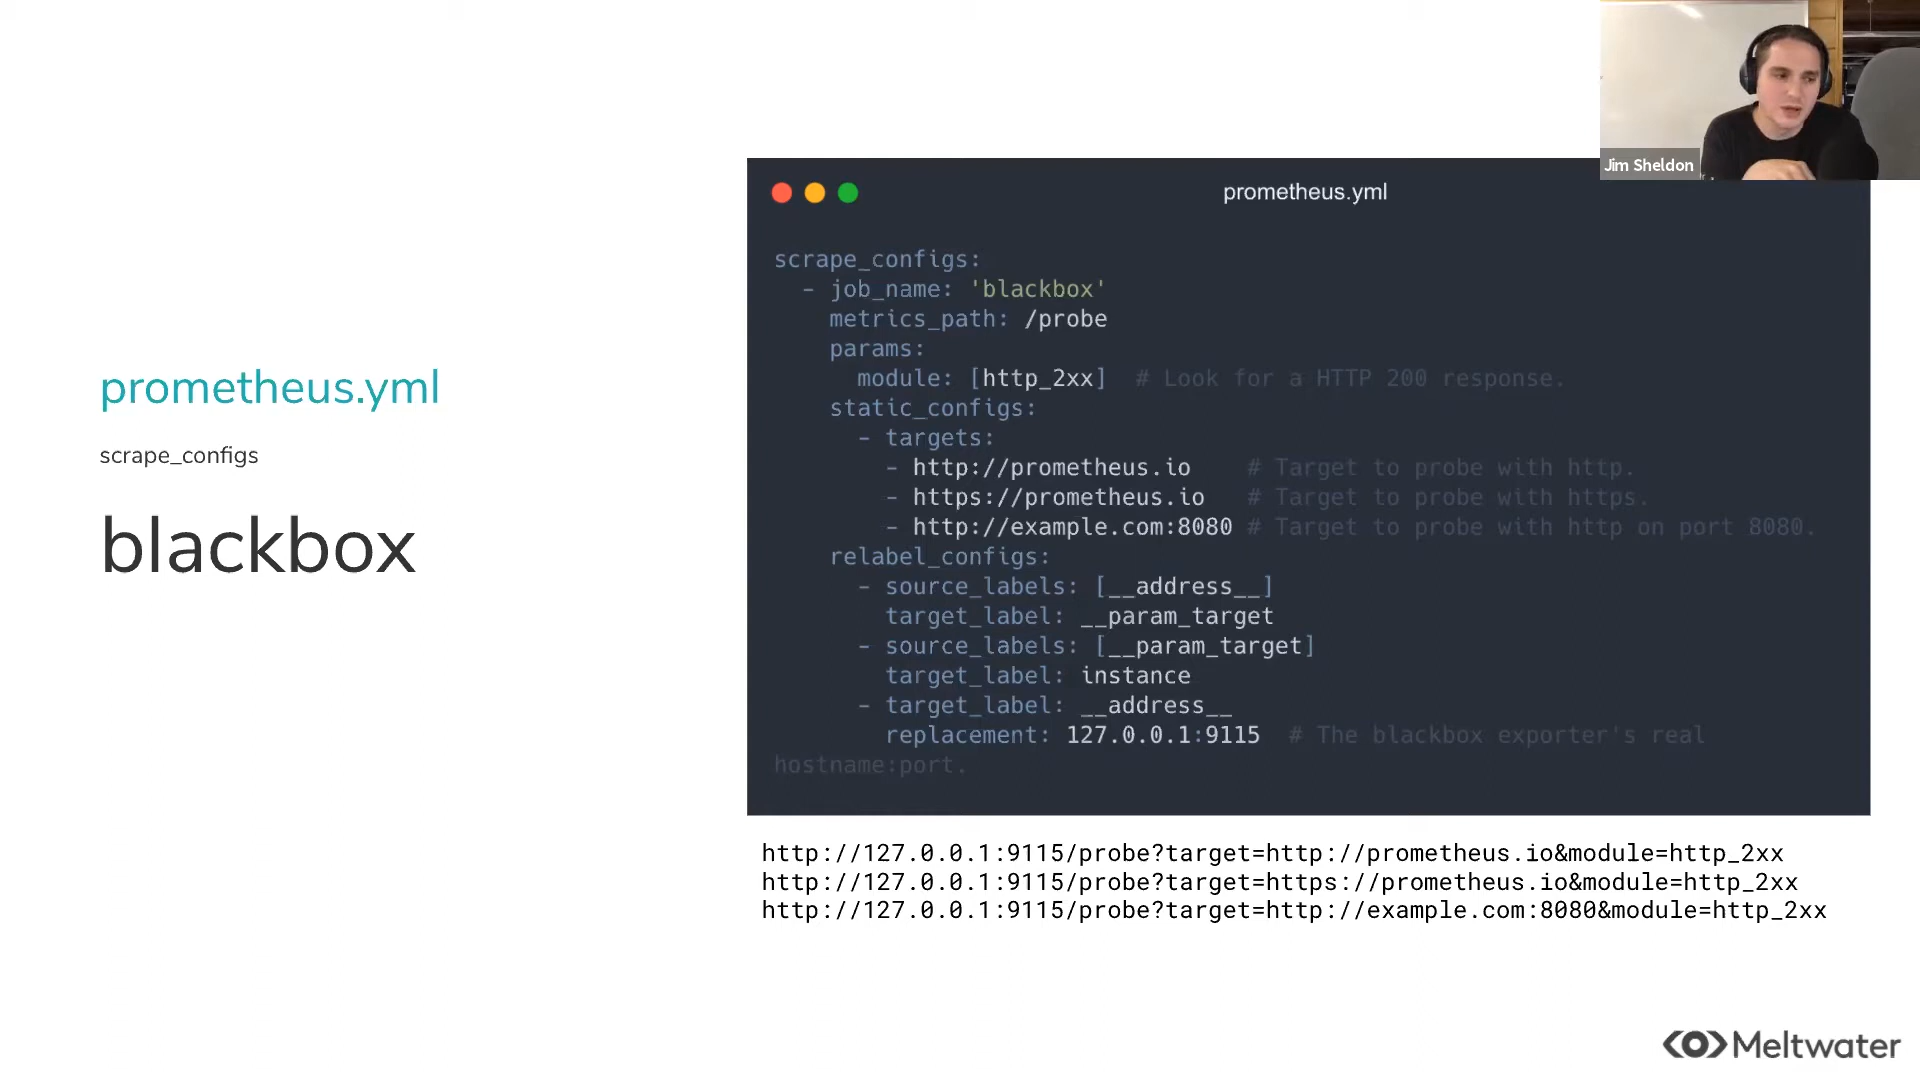 Jim Sheldon
prometheus.yml
scrape_configs
blackbox
prometheus.yml
scrape_configs:
  - job_name: 'blackbox'
    metrics_path: /probe
    params:
      module: [http_2xx]  # Look for a HTTP 200 response.
    static_configs:
      - targets:
        - http://prometheus.io    # Target to probe with http.
        - https://prometheus.io   # Target to probe with https.
        - http://example.com:8080 # Target to probe with http on port 8080.
    relabel_configs:
      - source_labels: [__address__]
        target_label: __param_target
      - source_labels: [__param_target]
        target_label: instance
      - target_label: __address__
        replacement: 127.0.0.1:9115  # The blackbox exporter's real
hostname:port.
http://127.0.0.1:9115/probe?target=http://prometheus.io&module=http_2xx
http://127.0.0.1:9115/probe?target=https://prometheus.io&module=http_2xx
http://127.0.0.1:9115/probe?target=http://example.com:8080&module=http_2xx
Meltwater